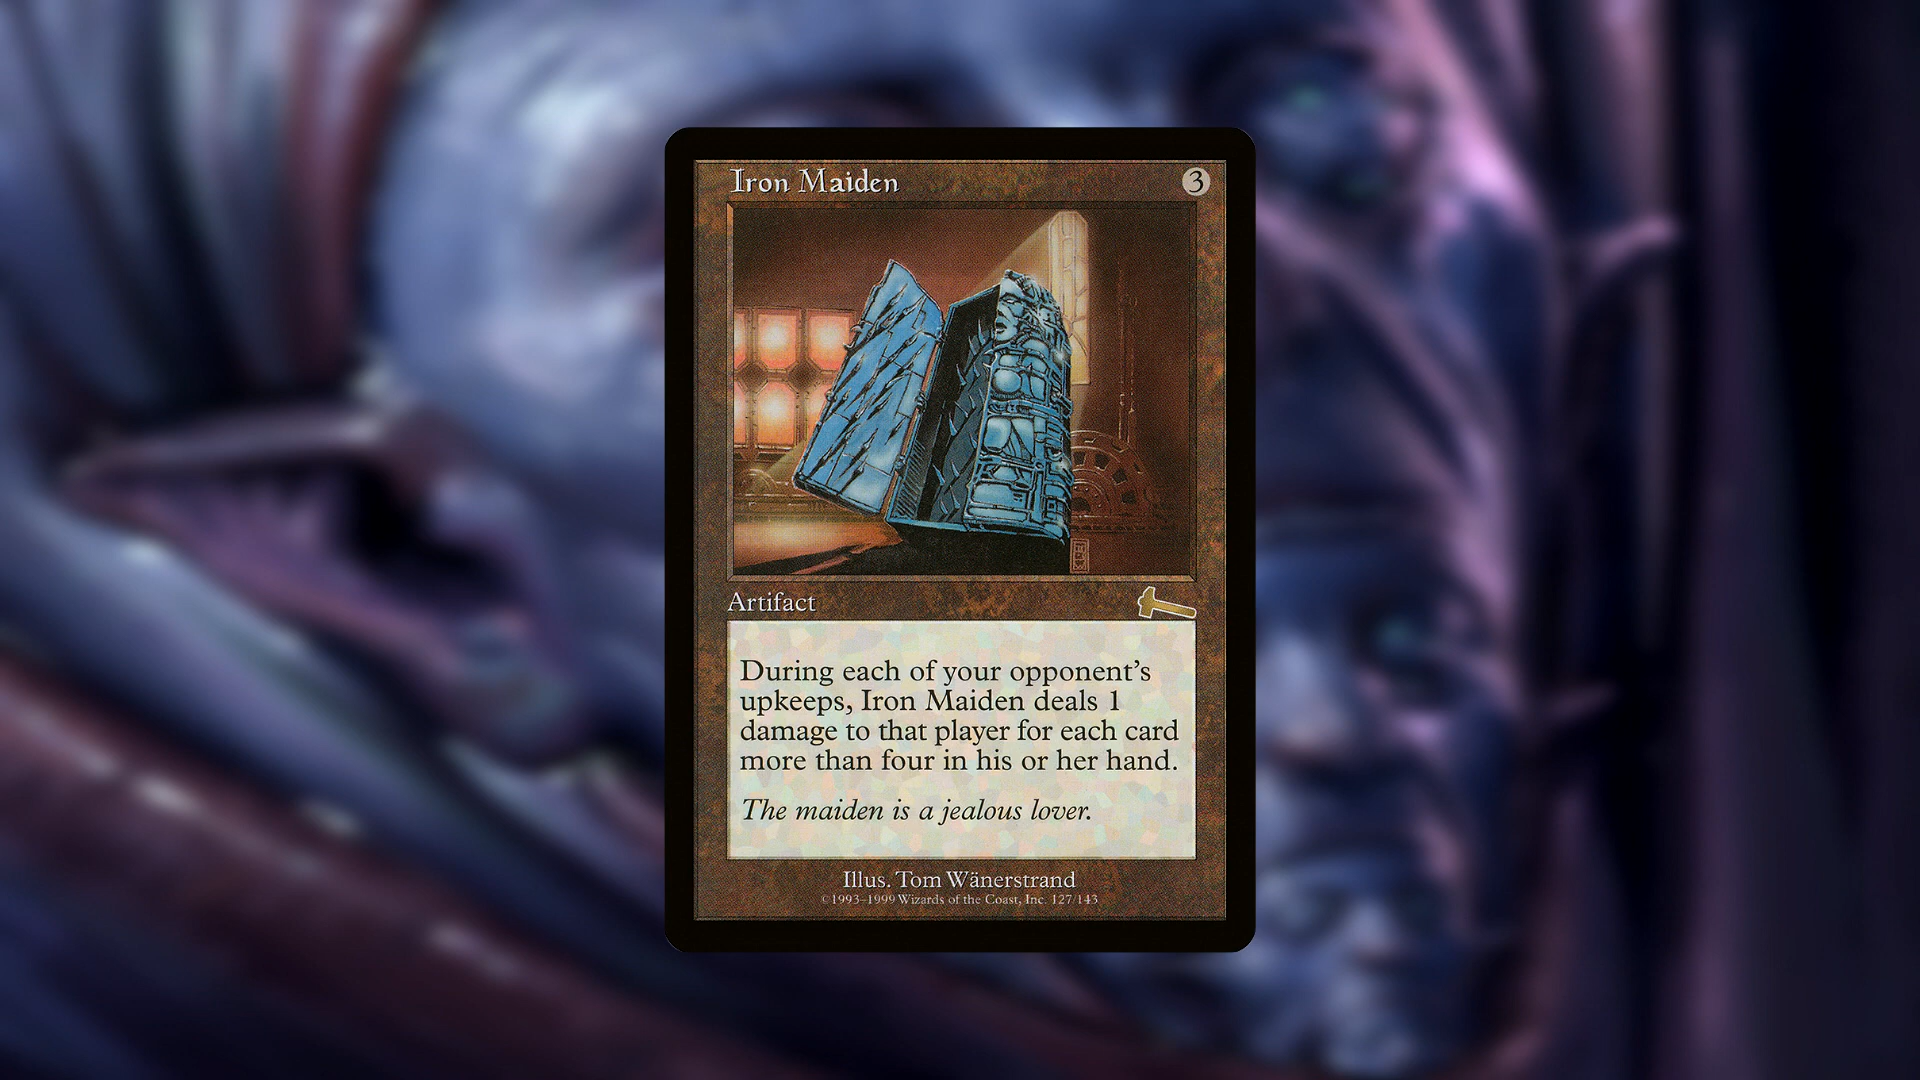 Iron Maiden
3
Artifact
During each of your opponent's
upkeeps, Iron Maiden deals 1
damage to that player for each card
more than four in his or her hand.
The maiden is a jealous lover.
Illus. Tom Wänerstrand
©1993–1999 Wizards of the Coast, Inc. 127/143